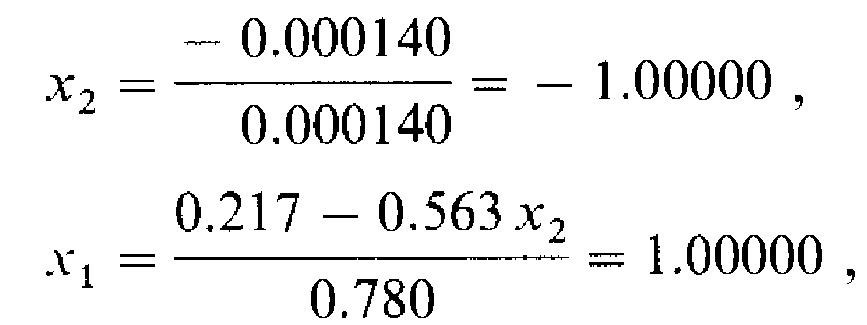 x₂ = − 0.000140 / 0.000140 = − 1.00000 ,
x₁ = 0.217 − 0.563 x₂ / 0.780 = 1.00000 ,